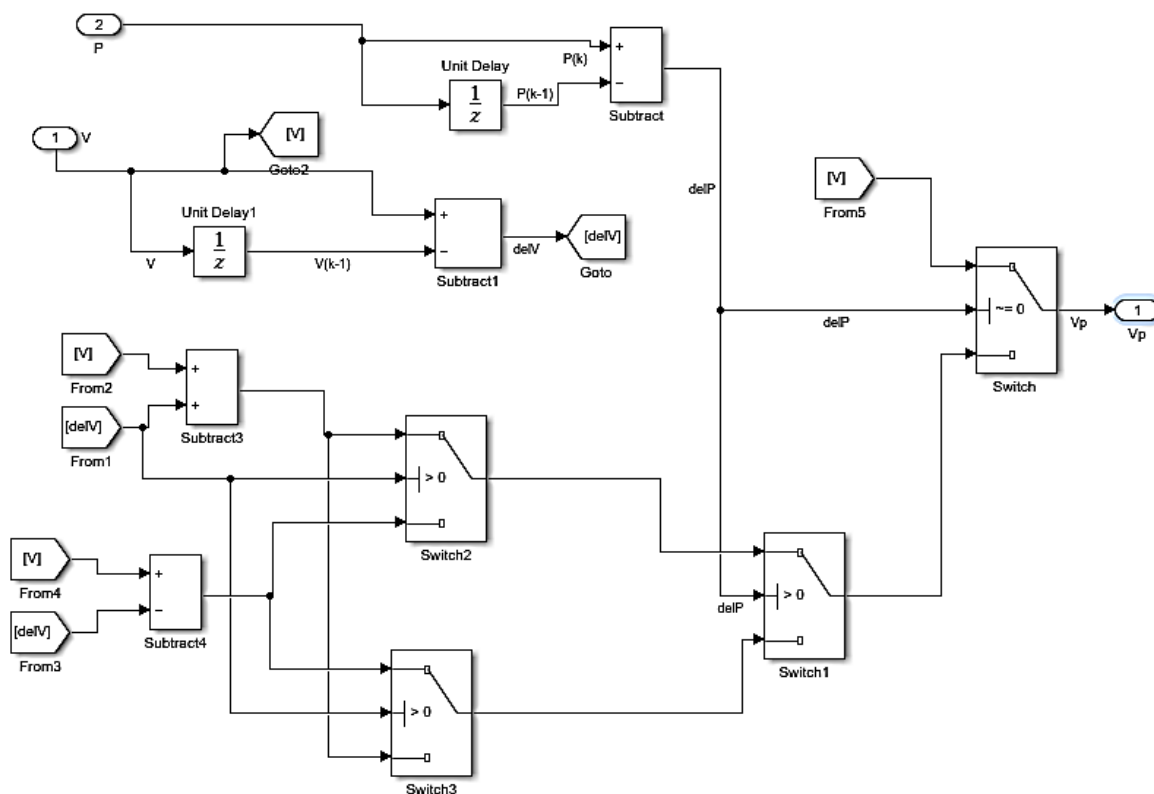 2
P
+
−
P(k)
Unit Delay
1
z
P(k-1)
Subtract
1
V
[V]
Goto2
delP
[V]
From5
Unit Delay1
1
z
V
V(k-1)
+
−
Subtract1
delV
[delV]
Goto
delP
~= 0
Switch
Vp
1
Vp
[V]
From2
[delV]
From1
+
+
Subtract3
> 0
Switch2
[V]
From4
[delV]
From3
+
−
Subtract4
delP
> 0
Switch1
> 0
Switch3